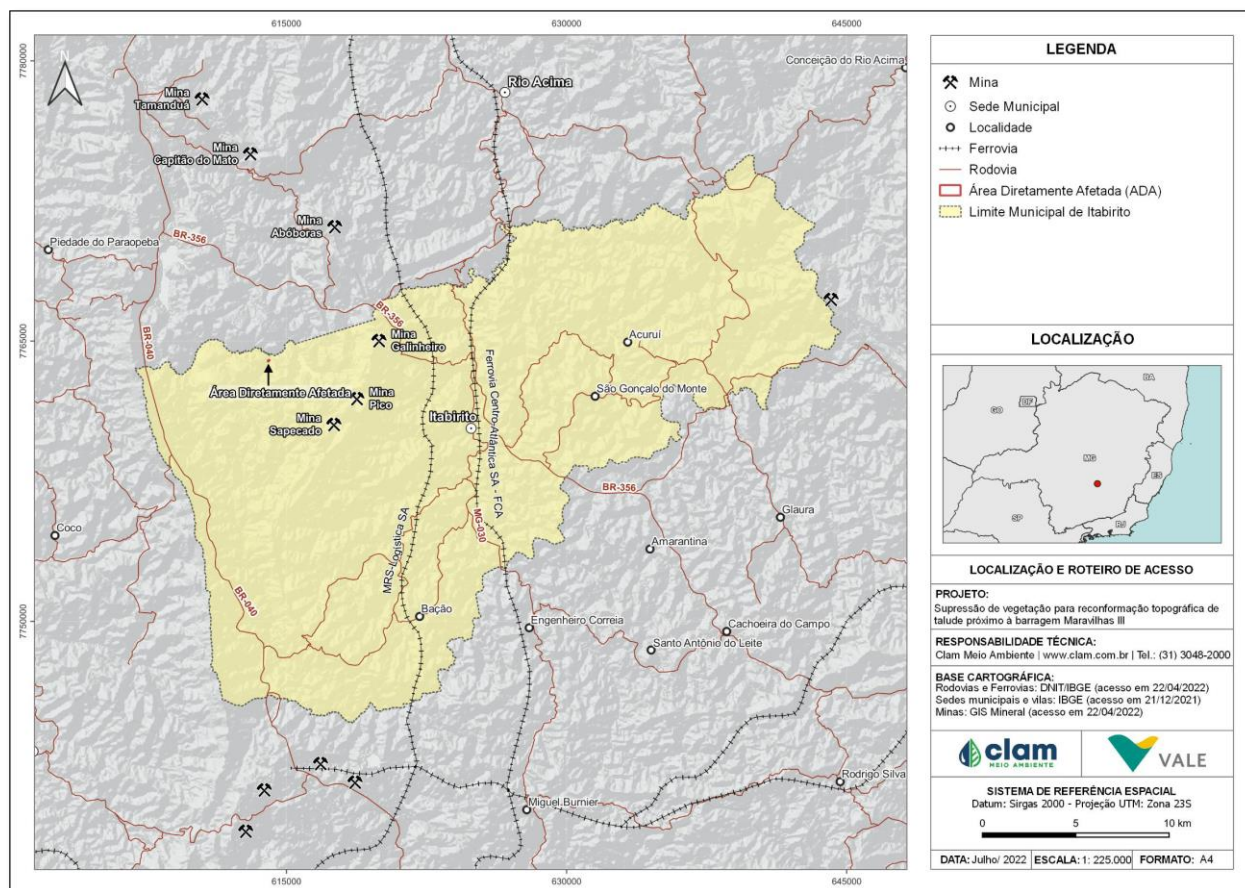 615000
630000
645000
7780000
7765000
7750000
N
Conceição do Rio Acima
Mina
Tamanduá
Rio Acima
Mina
Capitão do Mato
Mina
Abóboras
Piedade do Paraopeba
BR-356
BR-040
BR-356
Mina
Galinheiro
Acuruí
Ferrovia Centro-Atlântica SA - FCA
Área Diretamente Afetada
Mina
Pico
São Gonçalo do Monte
Mina
Sapecado
Itabirito
BR-356
Glaura
Coco
MG-030
MRS-Logística SA
Amarantina
BR-040
Bação
Engenheiro Correia
Cachoeira do Campo
Santo Antônio do Leite
Rodrigo Silva
Miguel Burnier
615000
630000
645000
LEGENDA
Mina
Sede Municipal
Localidade
Ferrovia
Rodovia
Área Diretamente Afetada (ADA)
Limite Municipal de Itabirito
LOCALIZAÇÃO
BA
GO
DF
MG
ES
SP
RJ
LOCALIZAÇÃO E ROTEIRO DE ACESSO
PROJETO:
Supressão de vegetação para reconformação topográfica de
talude próximo à barragem Maravilhas III
RESPONSABILIDADE TÉCNICA:
Clam Meio Ambiente | www.clam.com.br | Tel.: (31) 3048-2000
BASE CARTOGRÁFICA:
Rodovias e Ferrovias: DNIT/IBGE (acesso em 22/04/2022)
Sedes municipais e vilas: IBGE (acesso em 21/12/2021)
Minas: GIS Mineral (acesso em 22/04/2022)
clam
MEIO AMBIENTE
VALE
SISTEMA DE REFERÊNCIA ESPACIAL
Datum: Sirgas 2000 - Projeção UTM: Zona 23S
0 5 10 km
DATA: Julho/ 2022 ESCALA: 1: 225.000 FORMATO: A4